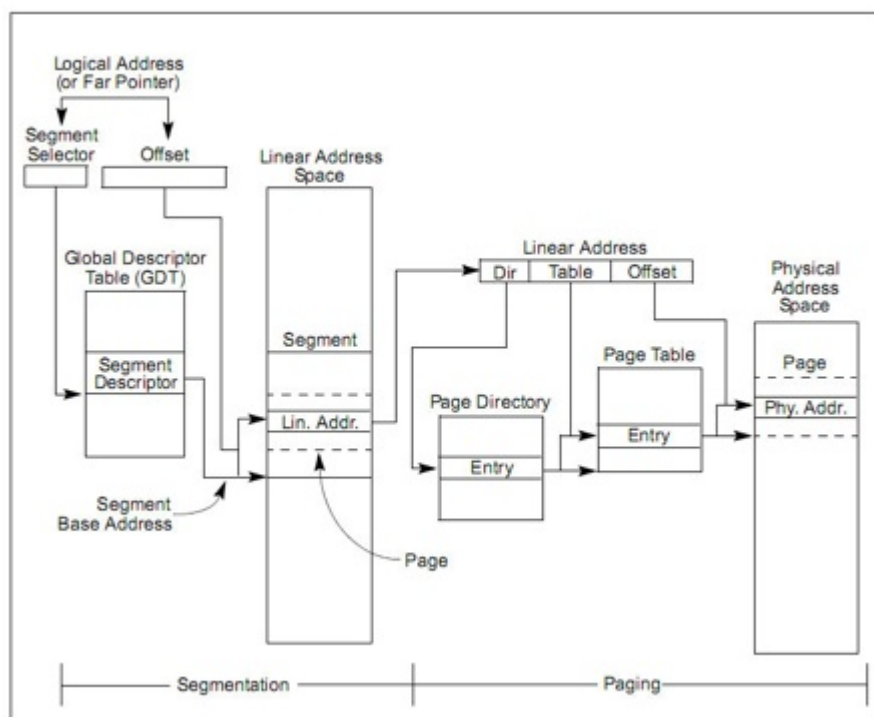 Logical Address
(or Far Pointer)
Segment
Selector
Offset
Linear Address
Space
Global Descriptor
Table (GDT)
Segment
Descriptor
Segment
Lin. Addr.
Segment
Base Address
Page
Linear Address
Dir
Table
Offset
Physical
Address
Space
Page Table
Page
Page Directory
Entry
Phy. Addr.
Entry
Segmentation
Paging